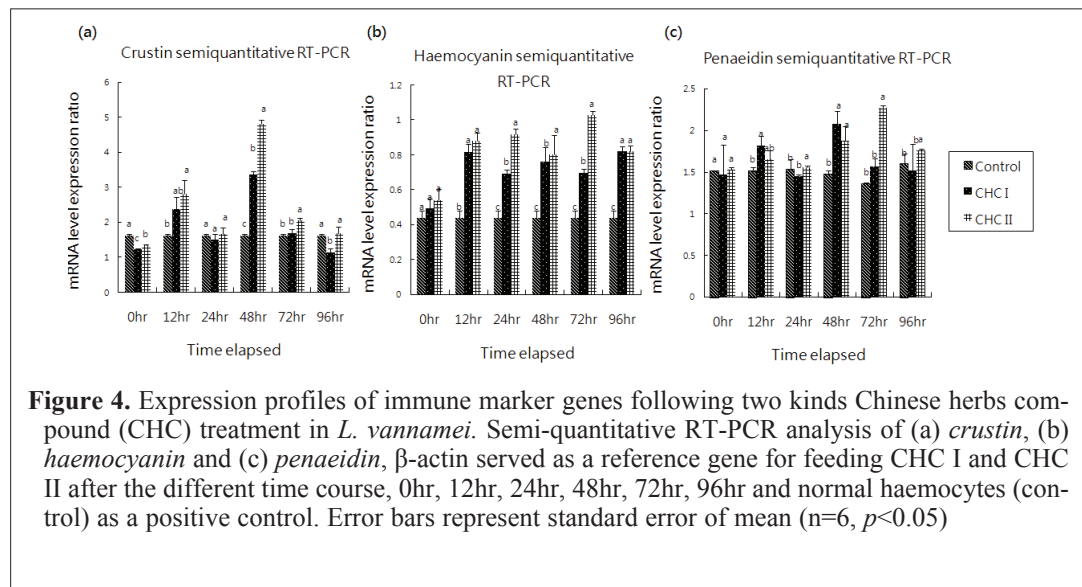 (a)
Crustin semiquantitative RT-PCR
mRNA level expression ratio
6
5
4
3
2
1
0
a c b
b ab a
a a a
c b a
b b a
a b a
0hr 12hr 24hr 48hr 72hr 96hr
Time elapsed
(b)
Haemocyanin semiquantitative
RT-PCR
mRNA level expression ratio
1.2
1
0.8
0.6
0.4
0.2
0
a a a
b a a
c b a
c b a
c b a
c a a
0hr 12hr 24hr 48hr 72hr 96hr
Time elapsed
(c)
Penaeidin semiquantitative RT-PCR
mRNA level expression ratio
2.5
2
1.5
1
0.5
0
a a a
b a ab
a b a
b a a
b b a
a b a
0hr 12hr 24hr 48hr 72hr 96hr
Time elapsed
Control
CHC I
CHC II
Figure 4. Expression profiles of immune marker genes following two kinds Chinese herbs com-
pound (CHC) treatment in L. vannamei. Semi-quantitative RT-PCR analysis of (a) crustin, (b)
haemocyanin and (c) penaeidin, β-actin served as a reference gene for feeding CHC I and CHC
II after the different time course, 0hr, 12hr, 24hr, 48hr, 72hr, 96hr and normal haemocytes (con-
trol) as a positive control. Error bars represent standard error of mean (n=6, p<0.05)